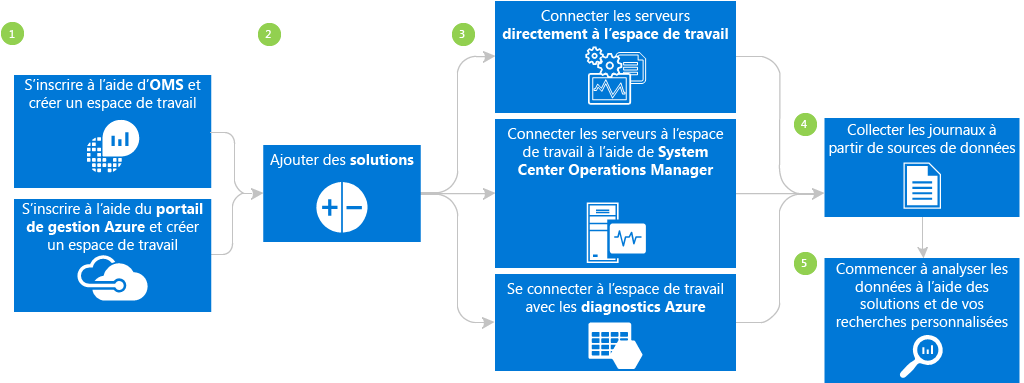 1
S'inscrire à l'aide d'OMS et
créer un espace de travail
S'inscrire à l'aide du portail
de gestion Azure et créer
un espace de travail
2
Ajouter des solutions
3
Connecter les serveurs
directement à l'espace de travail
Connecter les serveurs à l'espace
de travail à l'aide de System
Center Operations Manager
Se connecter à l'espace de travail
avec les diagnostics Azure
4
Collecter les journaux à
partir de sources de données
5
Commencer à analyser les
données à l'aide des
solutions et de vos
recherches personnalisées